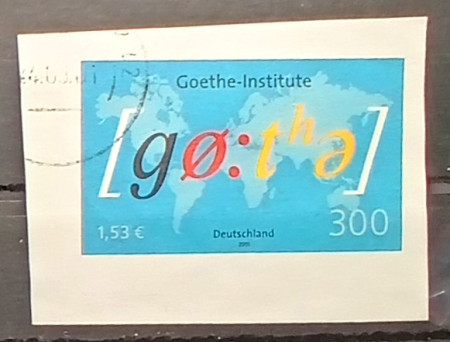 Goethe-Institute
[gø:tʰə]
1,53 €
Deutschland
300